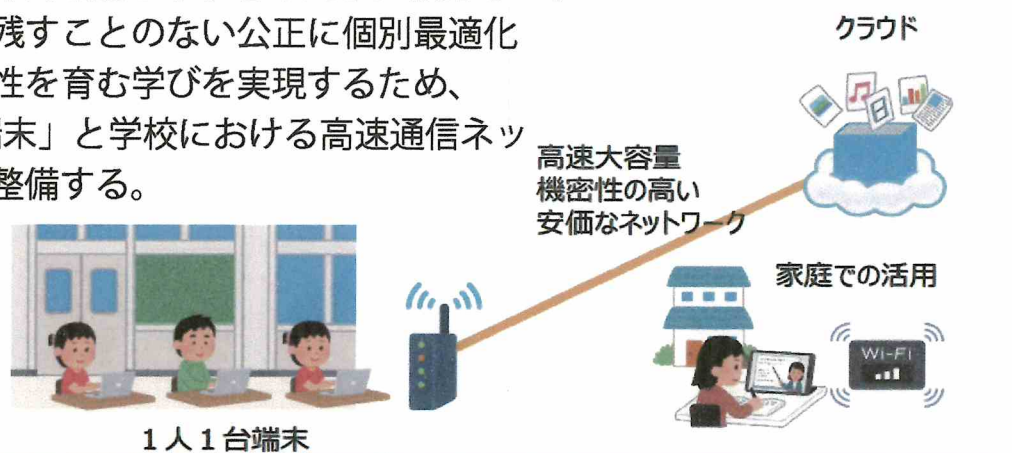 残すことのない公正に個別最適化
性を育む学びを実現するため、
末」と学校における高速通信ネッ
整備する。
クラウド
高速大容量
機密性の高い
安価なネットワーク
家庭での活用
Wi-Fi
1人1台端末